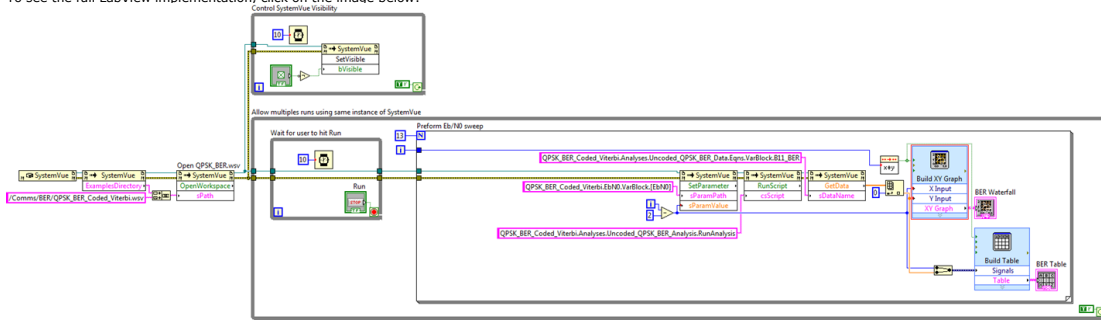 To see the full LabView implementation, click on the image below:
Control SystemVue Visibility
10
SystemVue
SetVisible
bVisible
i
Allow multiples runs using same instance of SystemVue
Wait for user to hit Run
10
Run
STOP
i
Preform Eb/N0 sweep
13
N
i
Open QPSK_BER.wsv
SystemVue
SystemVue
ExamplesDirectory
SystemVue
OpenWorkspace
sPath
/Comms/BER/QPSK_BER_Coded_Viterbi.wsv
QPSK_BER_Coded_Viterbi.Analyses.Uncoded_QPSK_BER_Data.Eqns.VarBlock.B11_BER
QPSK_BER_Coded_Viterbi.EbN0.VarBlock.[EbN0]
i
2
QPSK_BER_Coded_Viterbi.Analyses.Uncoded_QPSK_BER_Analysis.RunAnalysis
SystemVue
SetParameter
sParamPath
sParamValue
SystemVue
RunScript
csScript
SystemVue
GetData
sDataName
0
x+y
Build XY Graph
X Input
Y Input
XY Graph
BER Waterfall
Build Table
Signals
Table
BER Table